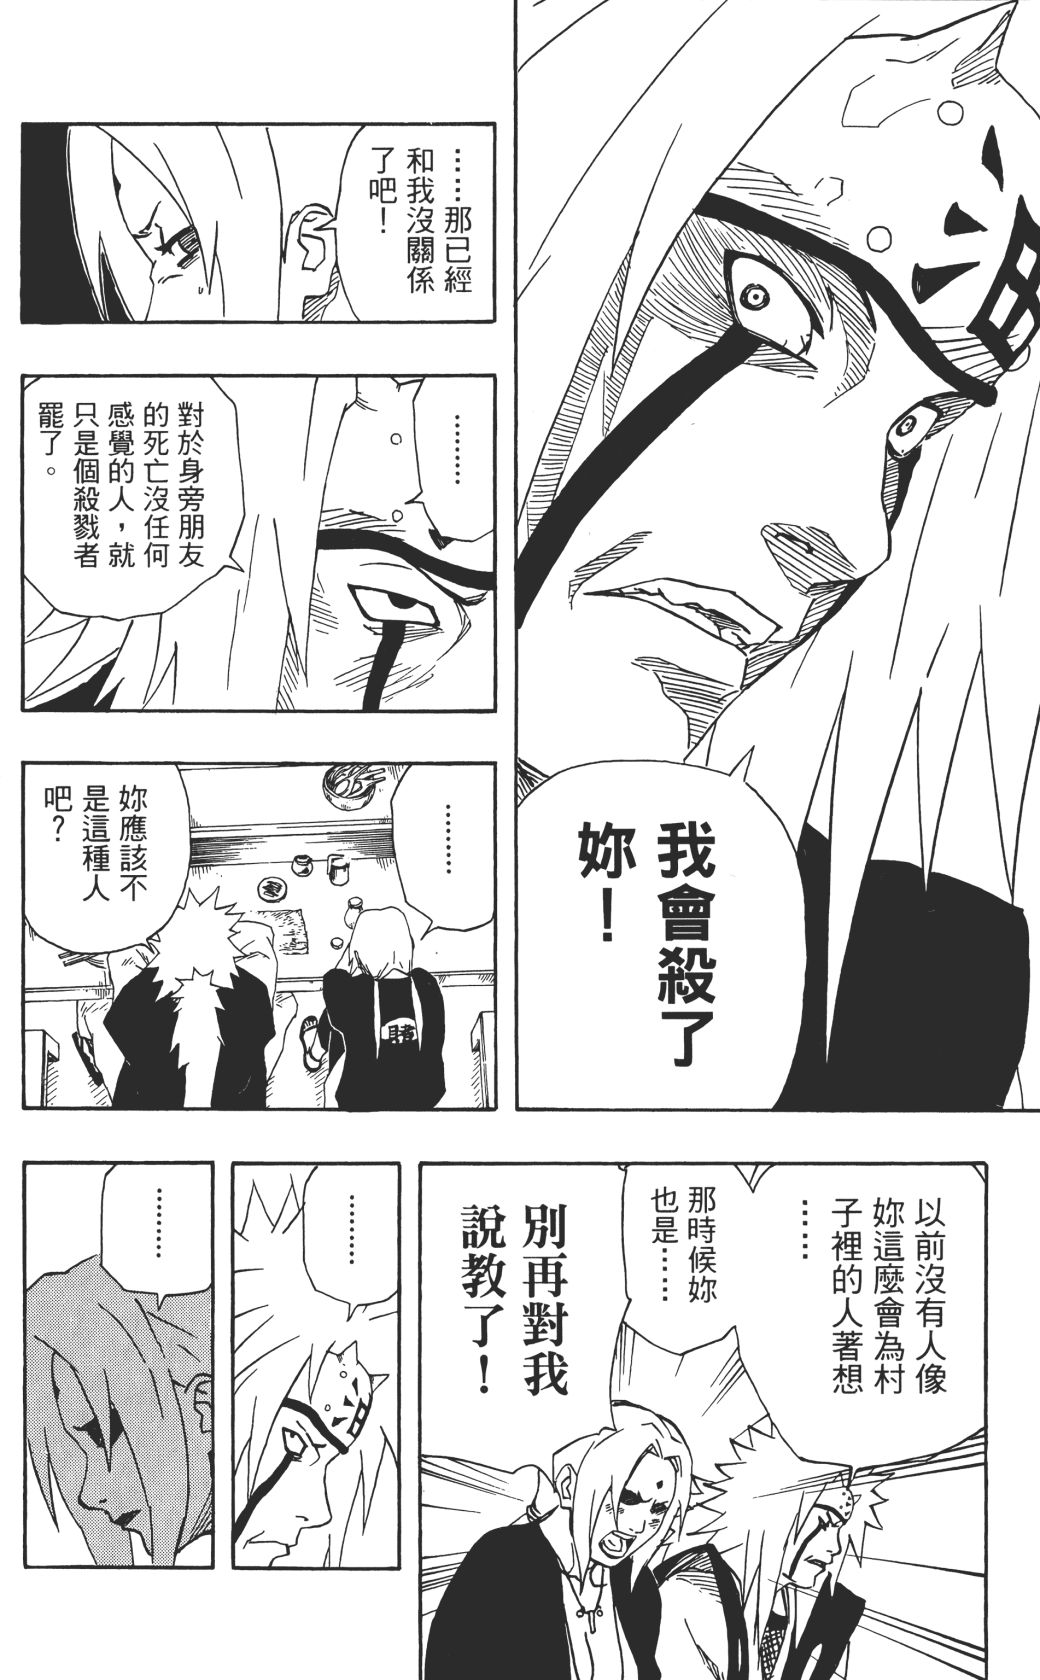 我會殺了
妳！
……那已經
和我沒關係
了吧！
………
對於身旁朋友
的死亡沒任何
感覺的人，就
只是個殺戮者
罷了。
………
妳應該不
是這種人
吧？
賭
以前沒有人像
妳這麼會為村
子裡的人著想
……
那時候妳
也是……
別再對我
說教了！
………
………